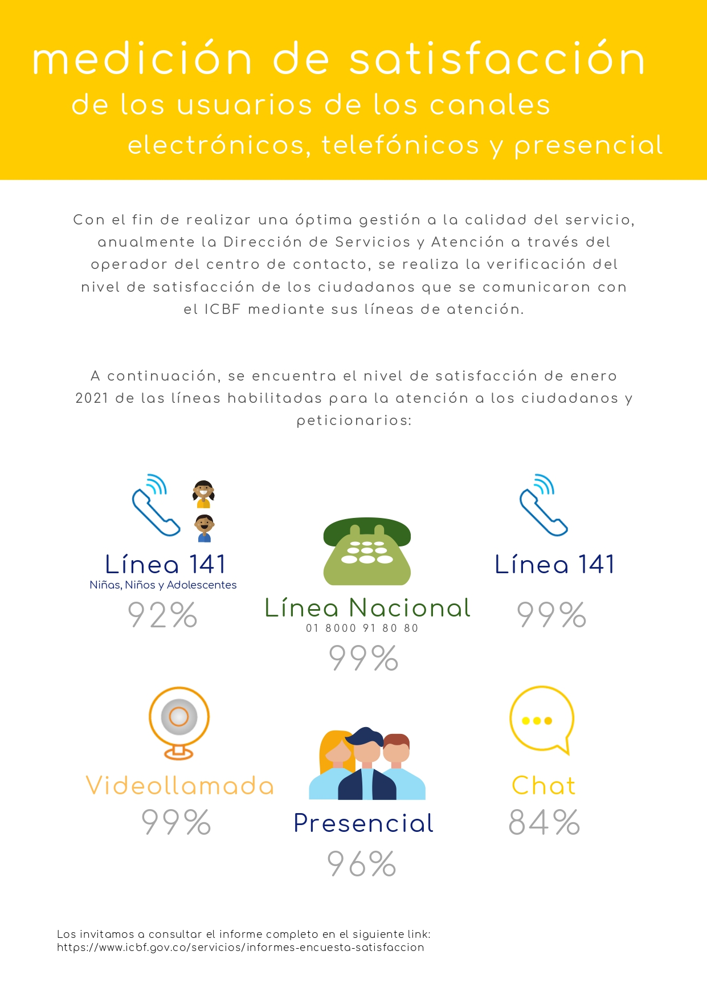 medición de satisfacción
de los usuarios de los canales
electrónicos, telefónicos y presencial
Con el fin de realizar una óptima gestión a la calidad del servicio,
anualmente la Dirección de Servicios y Atención a través del
operador del centro de contacto, se realiza la verificación del
nivel de satisfacción de los ciudadanos que se comunicaron con
el ICBF mediante sus líneas de atención.
A continuación, se encuentra el nivel de satisfacción de enero
2021 de las líneas habilitadas para la atención a los ciudadanos y
peticionarios:
Línea 141
Niñas, Niños y Adolescentes
92%
Línea Nacional
01 8000 91 80 80
99%
Línea 141
99%
Videollamada
99%
Presencial
96%
Chat
84%
Los invitamos a consultar el informe completo en el siguiente link:
https://www.icbf.gov.co/servicios/informes-encuesta-satisfaccion